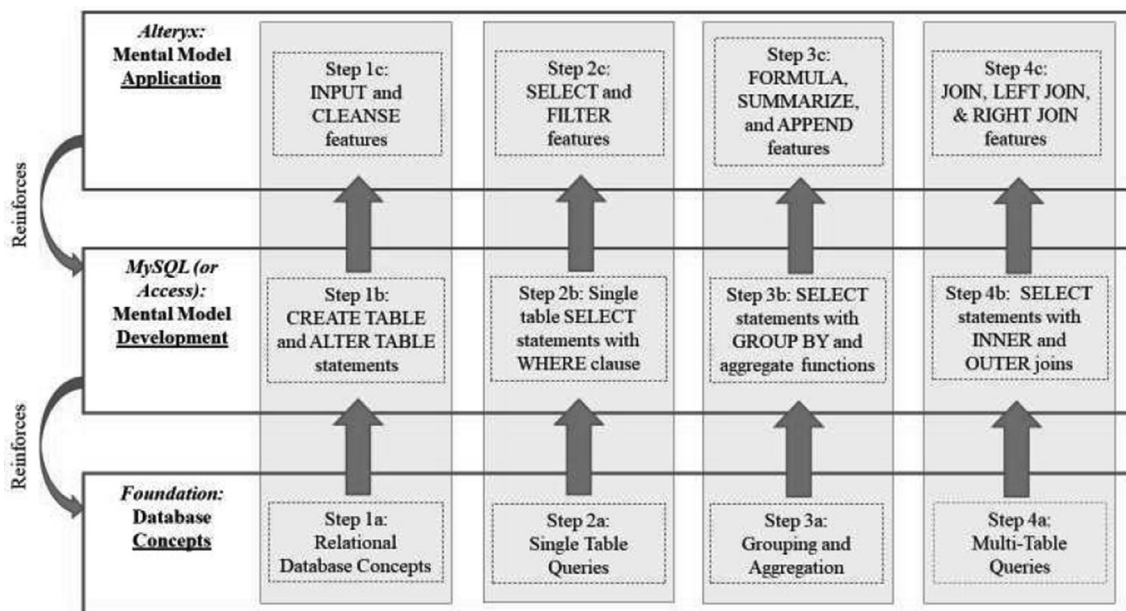 Alteryx:
Mental Model
Application
Step 1c:
INPUT and
CLEANSE
features
Step 2c:
SELECT and
FILTER
features
Step 3c:
FORMULA,
SUMMARIZE,
and APPEND
features
Step 4c:
JOIN, LEFT JOIN,
& RIGHT JOIN
features
Reinforces
MySQL (or
Access):
Mental Model
Development
Step 1b:
CREATE TABLE
and ALTER TABLE
statements
Step 2b: Single
table SELECT
statements with
WHERE clause
Step 3b: SELECT
statements with
GROUP BY and
aggregate functions
Step 4b: SELECT
statements with
INNER and
OUTER joins
Reinforces
Foundation:
Database
Concepts
Step 1a:
Relational
Database Concepts
Step 2a:
Single Table
Queries
Step 3a:
Grouping and
Aggregation
Step 4a:
Multi-Table
Queries